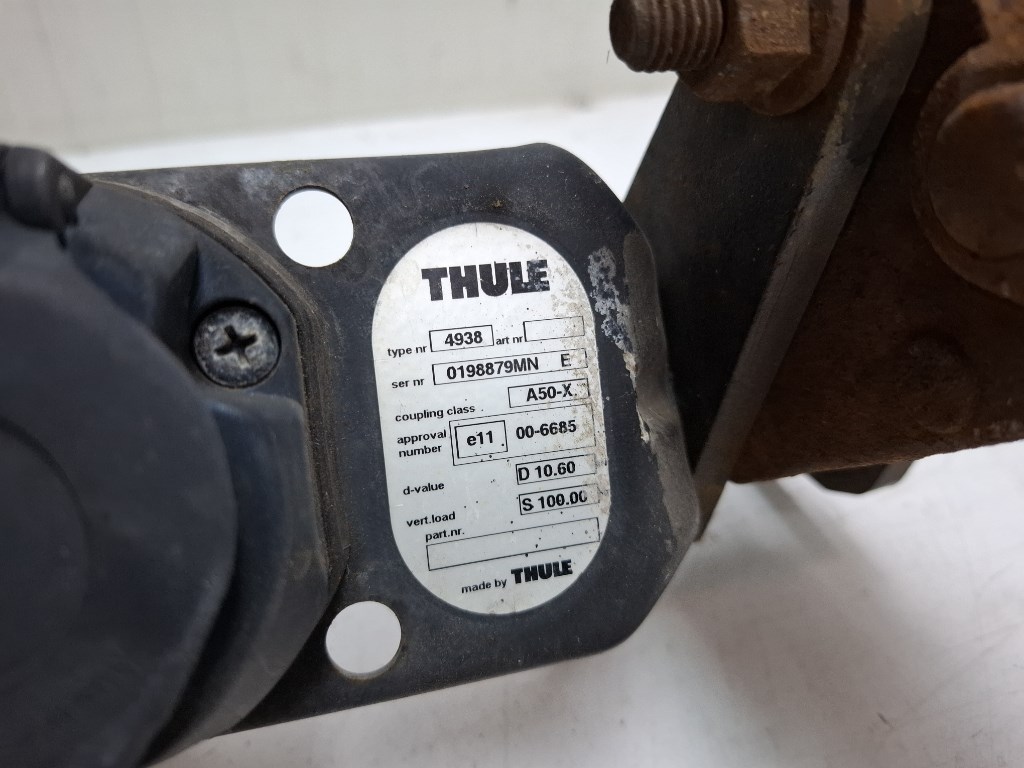 THULE
type nr 4938 art nr
ser nr 0198879MN E
coupling class A50-X
approval number e11 00-6685
d-value D 10.60
vert.load S 100.00
part.nr.
made by THULE